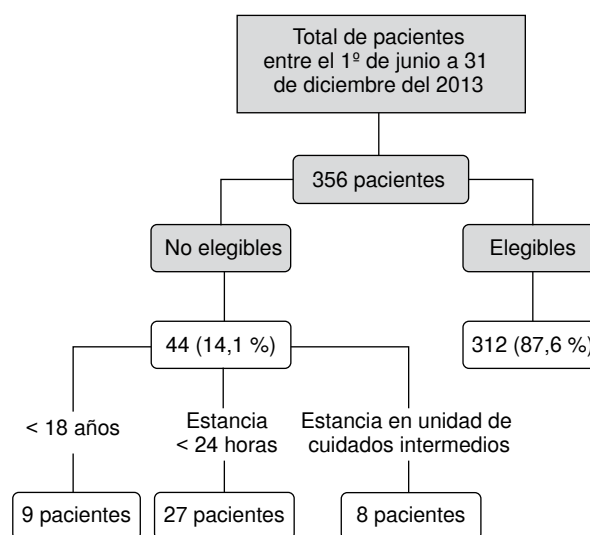 Total de pacientes
entre el 1º de junio a 31
de diciembre del 2013
356 pacientes
No elegibles
Elegibles
44 (14,1 %)
312 (87,6 %)
< 18 años
Estancia
< 24 horas
Estancia en unidad de
cuidados intermedios
9 pacientes
27 pacientes
8 pacientes